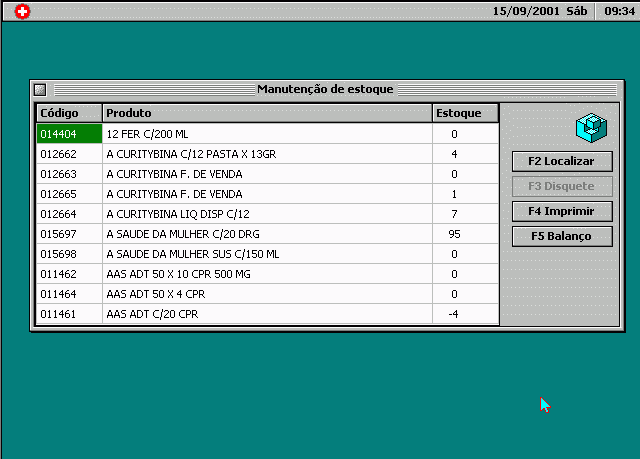 15/09/2001 Sáb 09:34
Manutenção de estoque
Código Produto Estoque
014404 12 FER C/200 ML 0
012662 A CURITYBINA C/12 PASTA X 13GR 4
012663 A CURITYBINA F. DE VENDA 0
012665 A CURITYBINA F. DE VENDA 1
012664 A CURITYBINA LIQ DISP C/12 7
015697 A SAUDE DA MULHER C/20 DRG 95
015698 A SAUDE DA MULHER SUS C/150 ML 0
011462 AAS ADT 50 X 10 CPR 500 MG 0
011464 AAS ADT 50 X 4 CPR 0
011461 AAS ADT C/20 CPR -4
F2 Localizar
F3 Disquete
F4 Imprimir
F5 Balanço